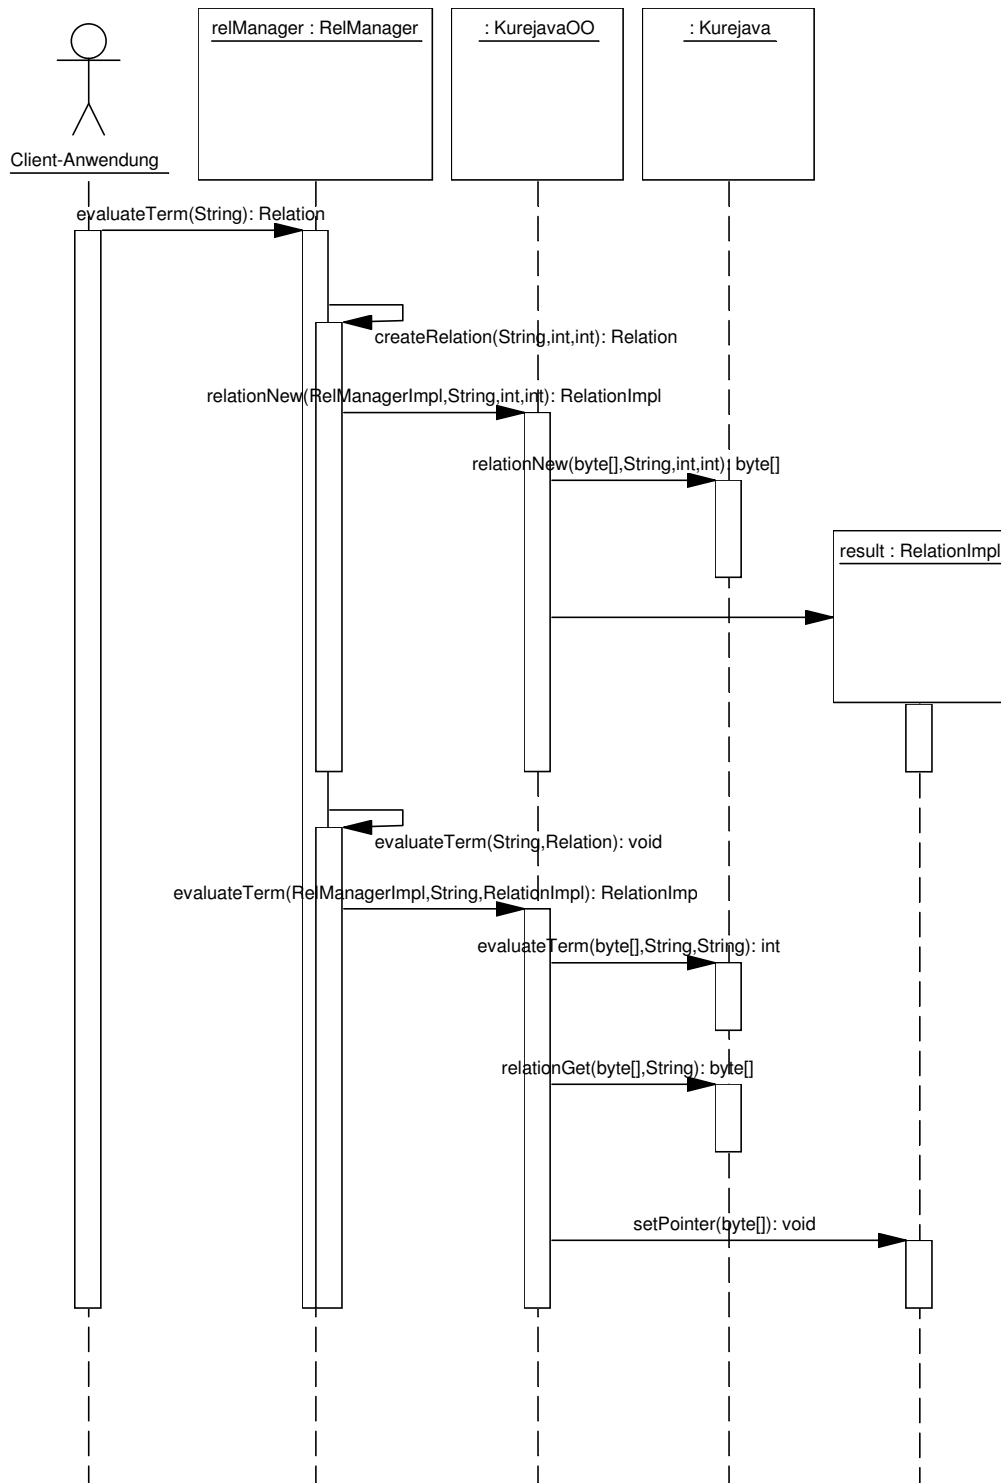 relManager : RelManager
: KurejavaOO
: Kurejava
Client-Anwendung
evaluateTerm(String): Relation
createRelation(String,int,int): Relation
relationNew(RelManagerImpl,String,int,int): RelationImpl
relationNew(byte[],String,int,int): byte[]
result : RelationImpl
evaluateTerm(String,Relation): void
evaluateTerm(RelManagerImpl,String,RelationImpl): RelationImp
evaluateTerm(byte[],String,String): int
relationGet(byte[],String): byte[]
setPointer(byte[]): void